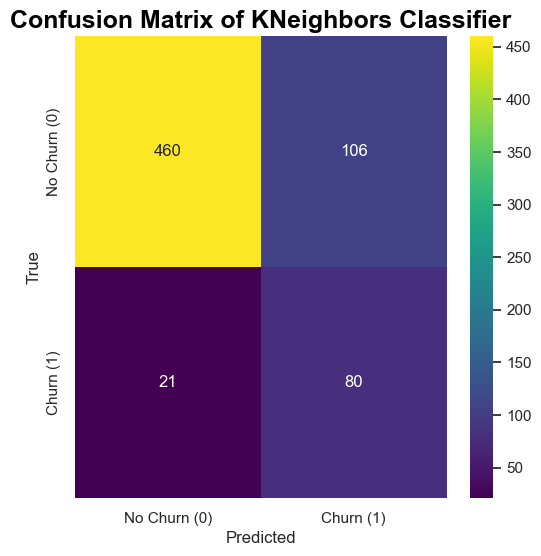 Confusion Matrix of KNeighbors Classifier
No Churn (0)
Churn (1)
True
460
106
21
80
No Churn (0)
Churn (1)
Predicted
450
400
350
300
250
200
150
100
50